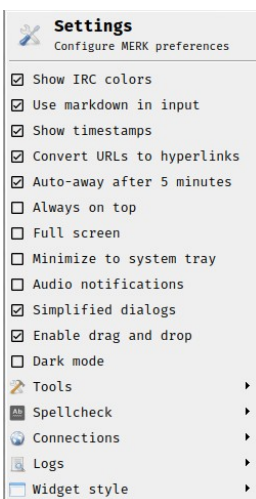 Settings
Configure MERK preferences
Show IRC colors
Use markdown in input
Show timestamps
Convert URLs to hyperlinks
Auto-away after 5 minutes
Always on top
Full screen
Minimize to system tray
Audio notifications
Simplified dialogs
Enable drag and drop
Dark mode
Tools
Ab Spellcheck
Connections
Logs
Widget style